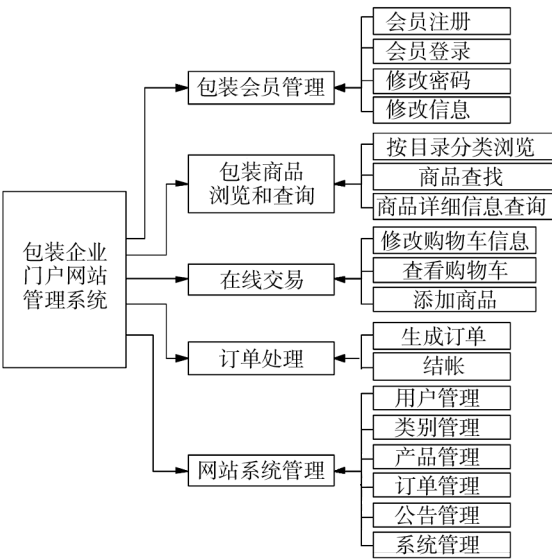 包装企业
门户网站
管理系统
包装会员管理
会员注册
会员登录
修改密码
修改信息
包装商品
浏览和查询
按目录分类浏览
商品查找
商品详细信息查询
在线交易
修改购物车信息
查看购物车
添加商品
订单处理
生成订单
结帐
网站系统管理
用户管理
类别管理
产品管理
订单管理
公告管理
系统管理